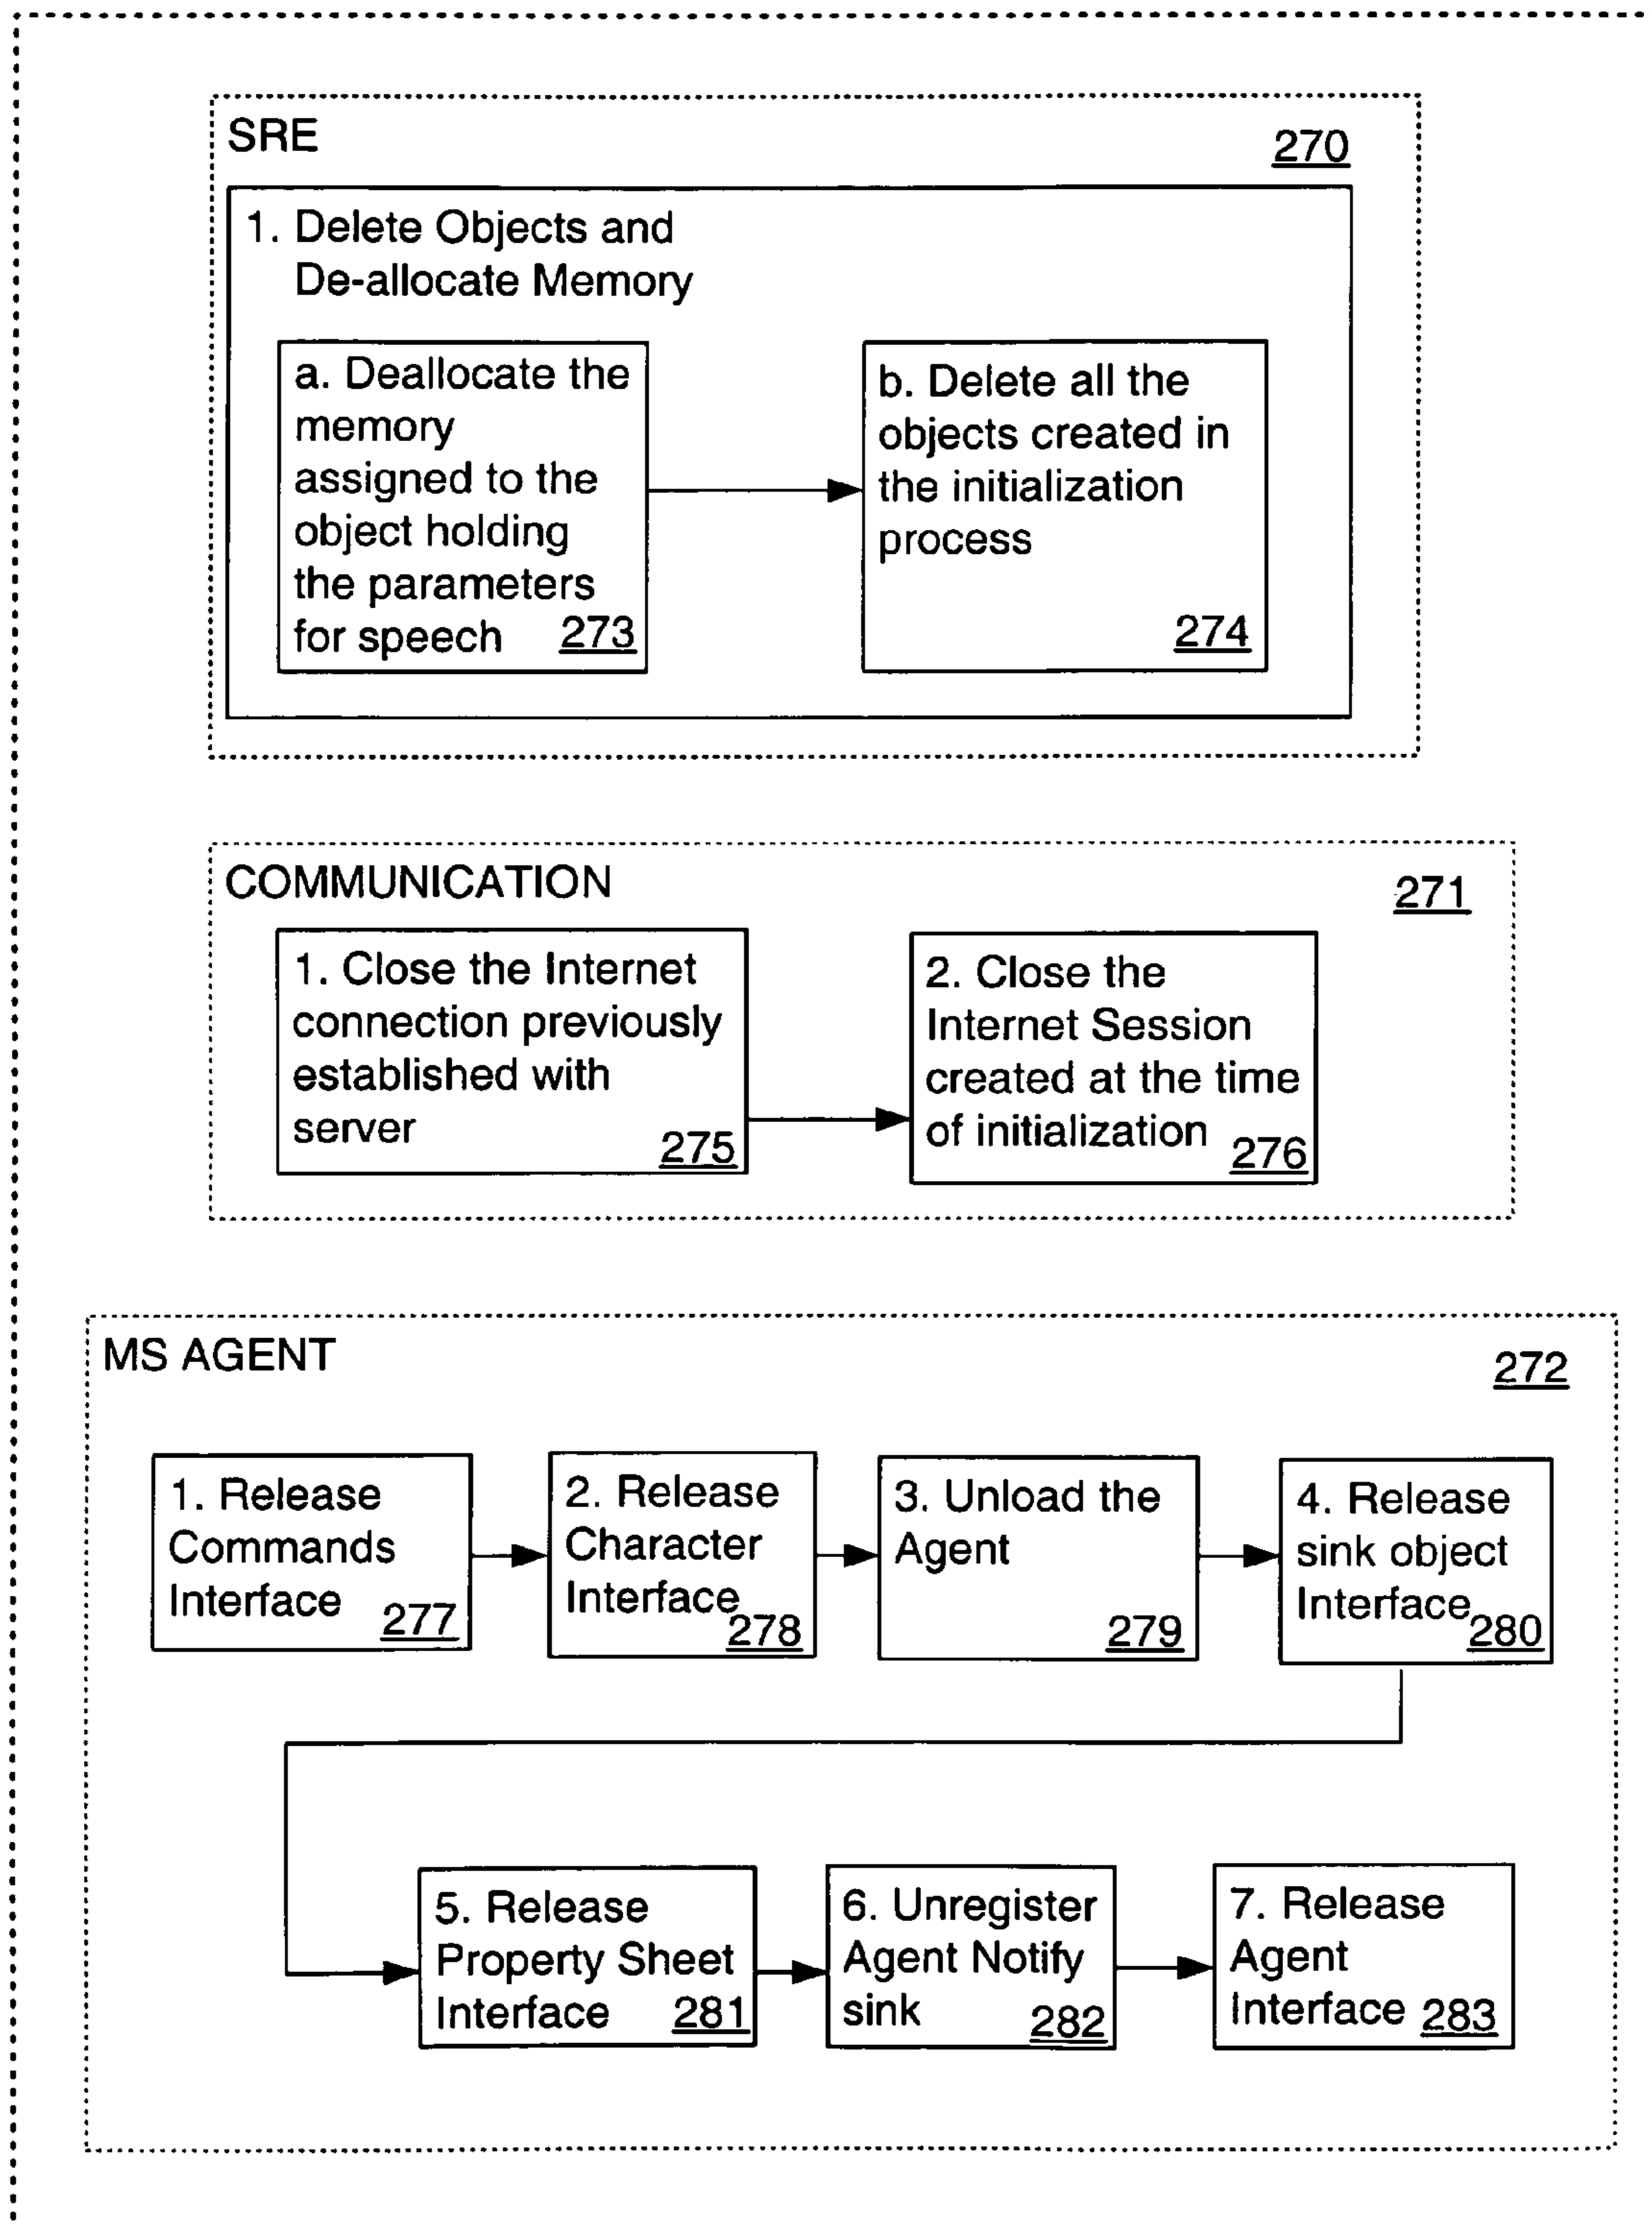 SRE
270
1. Delete Objects and
De-allocate Memory
a. Deallocate the
memory
assigned to the
object holding
the parameters
for speech 273
b. Delete all the
objects created in
the initialization
process
274
COMMUNICATION
271
1. Close the Internet
connection previously
established with
server
275
2. Close the
Internet Session
created at the time
of initialization
276
MS AGENT
272
1. Release
Commands
Interface
277
2. Release
Character
Interface
278
3. Unload the
Agent
279
4. Release
sink object
Interface
280
5. Release
Property Sheet
Interface 281
6. Unregister
Agent Notify
sink
282
7. Release
Agent
Interface 283